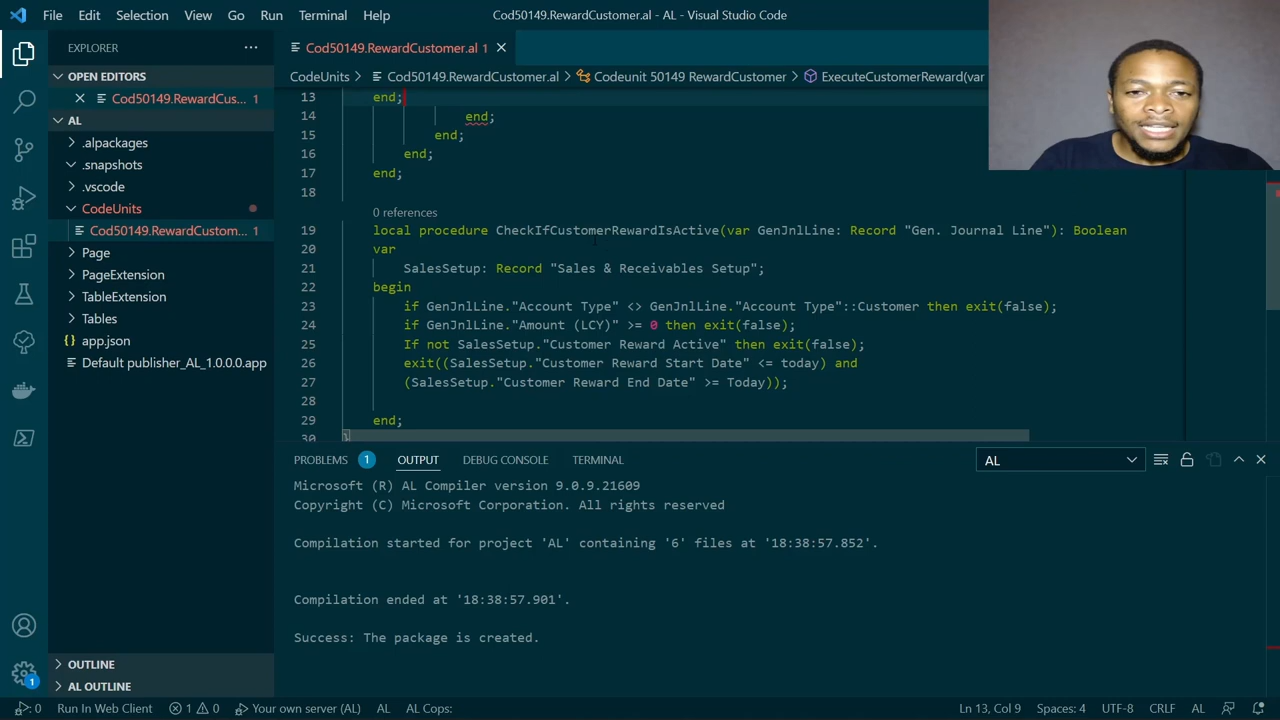 File Edit Selection View Go Run Terminal Help Cod50149.RewardCustomer.al - AL - Visual Studio Code
EXPLORER
OPEN EDITORS
Cod50149.RewardCus... 1
AL
.alpackages
.snapshots
.vscode
CodeUnits
Cod50149.RewardCustom... 1
Page
PageExtension
TableExtension
Tables
{} app.json
Default publisher_AL_1.0.0.0.app
OUTLINE
AL OUTLINE
Cod50149.RewardCustomer.al 1
CodeUnits > Cod50149.RewardCustomer.al > Codeunit 50149 RewardCustomer > ExecuteCustomerReward(var
13 end;
14 end;
15 end;
16 end;
17 end;
18
0 references
19 local procedure CheckIfCustomerRewardIsActive(var GenJnlLine: Record "Gen. Journal Line"): Boolean
20 var
21 SalesSetup: Record "Sales & Receivables Setup";
22 begin
23 if GenJnlLine."Account Type" <> GenJnlLine."Account Type"::Customer then exit(false);
24 if GenJnlLine."Amount (LCY)" >= 0 then exit(false);
25 If not SalesSetup."Customer Reward Active" then exit(false);
26 exit((SalesSetup."Customer Reward Start Date" <= today) and
27 (SalesSetup."Customer Reward End Date" >= Today));
28
29 end;
30 }
PROBLEMS 1 OUTPUT DEBUG CONSOLE TERMINAL AL
Microsoft (R) AL Compiler version 9.0.9.21609
Copyright (C) Microsoft Corporation. All rights reserved
Compilation started for project 'AL' containing '6' files at '18:38:57.852'.
Compilation ended at '18:38:57.901'.
Success: The package is created.
1
0 Run In Web Client 1 0 Your own server (AL) AL AL Cops: Ln 13, Col 9 Spaces: 4 UTF-8 CRLF AL